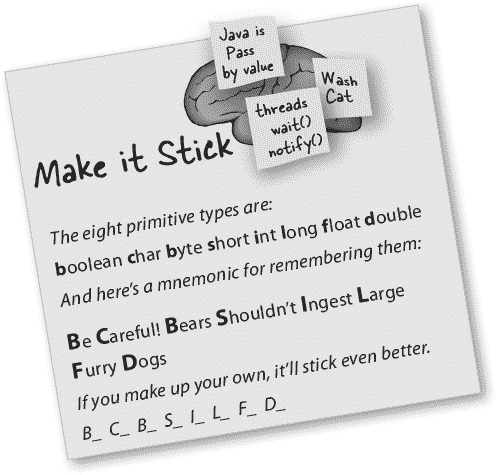 Java is
Pass
by value
Wash
Cat
threads
wait()
notify()
Make it Stick
The eight primitive types are:
boolean char byte short int long float double
And here's a mnemonic for remembering them:
Be Careful! Bears Shouldn't Ingest Large
Furry Dogs
If you make up your own, it'll stick even better.
B_ C_ B_ S_ I_ L_ F_ D_